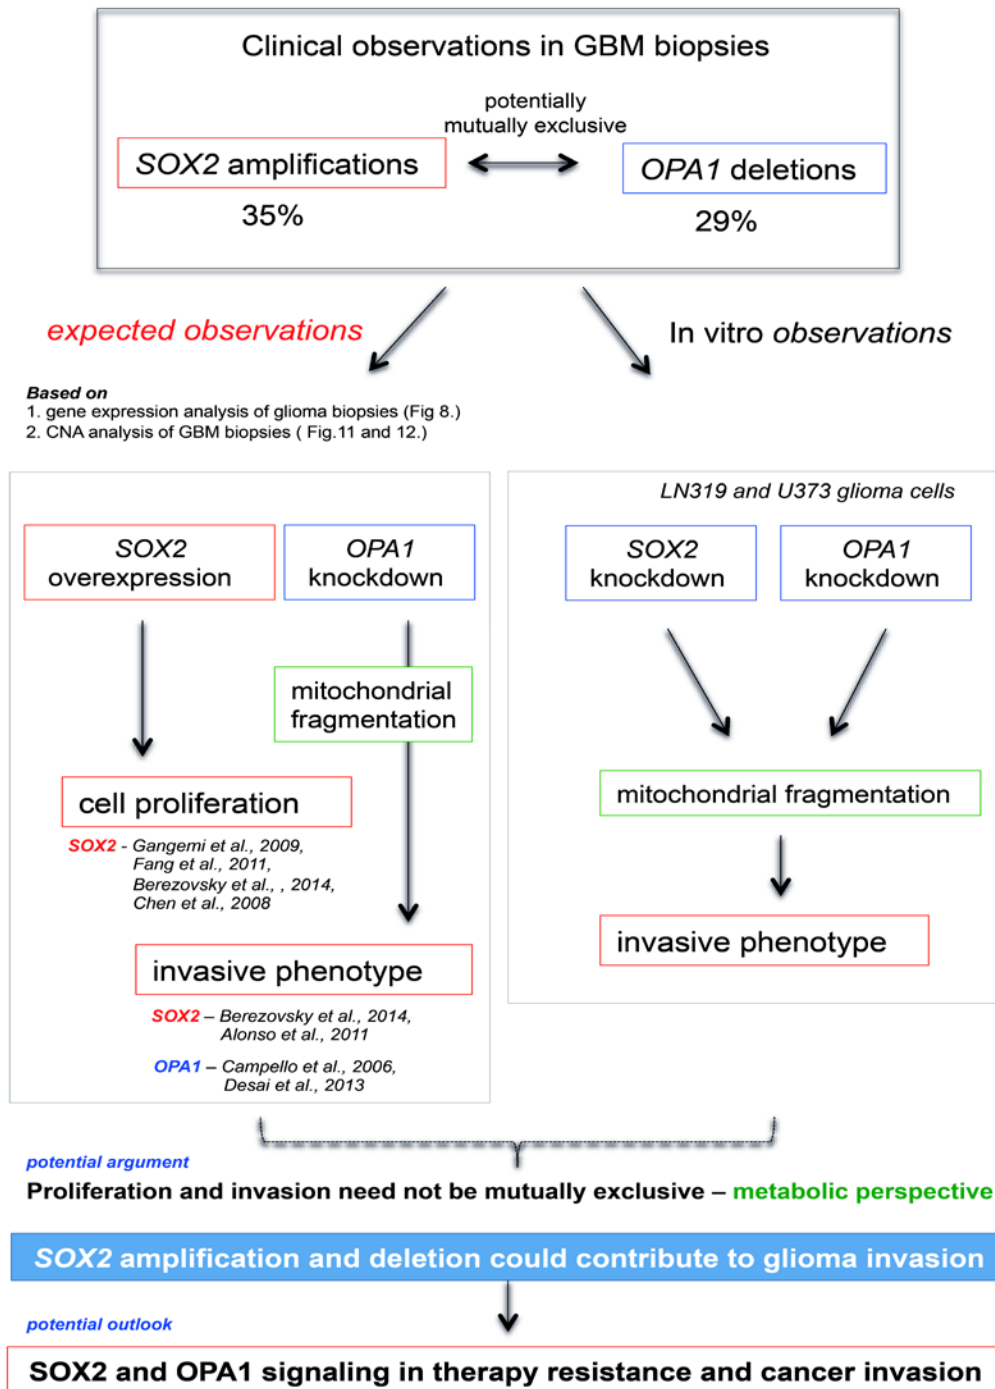 Clinical observations in GBM biopsies
potentially
mutually exclusive
SOX2 amplifications
OPA1 deletions
35%
29%
expected observations
In vitro observations
Based on
1. gene expression analysis of glioma biopsies (Fig 8.)
2. CNA analysis of GBM biopsies ( Fig.11 and 12.)
SOX2
overexpression
OPA1
knockdown
mitochondrial
fragmentation
cell proliferation
SOX2 - Gangemi et al., 2009,
Fang et al., 2011,
Berezovsky et al., , 2014,
Chen et al., 2008
invasive phenotype
SOX2 – Berezovsky et al., 2014,
Alonso et al., 2011
OPA1 – Campello et al., 2006,
Desai et al., 2013
LN319 and U373 glioma cells
SOX2
knockdown
OPA1
knockdown
mitochondrial fragmentation
invasive phenotype
potential argument
Proliferation and invasion need not be mutually exclusive – metabolic perspective
SOX2 amplification and deletion could contribute to glioma invasion
potential outlook
SOX2 and OPA1 signaling in therapy resistance and cancer invasion